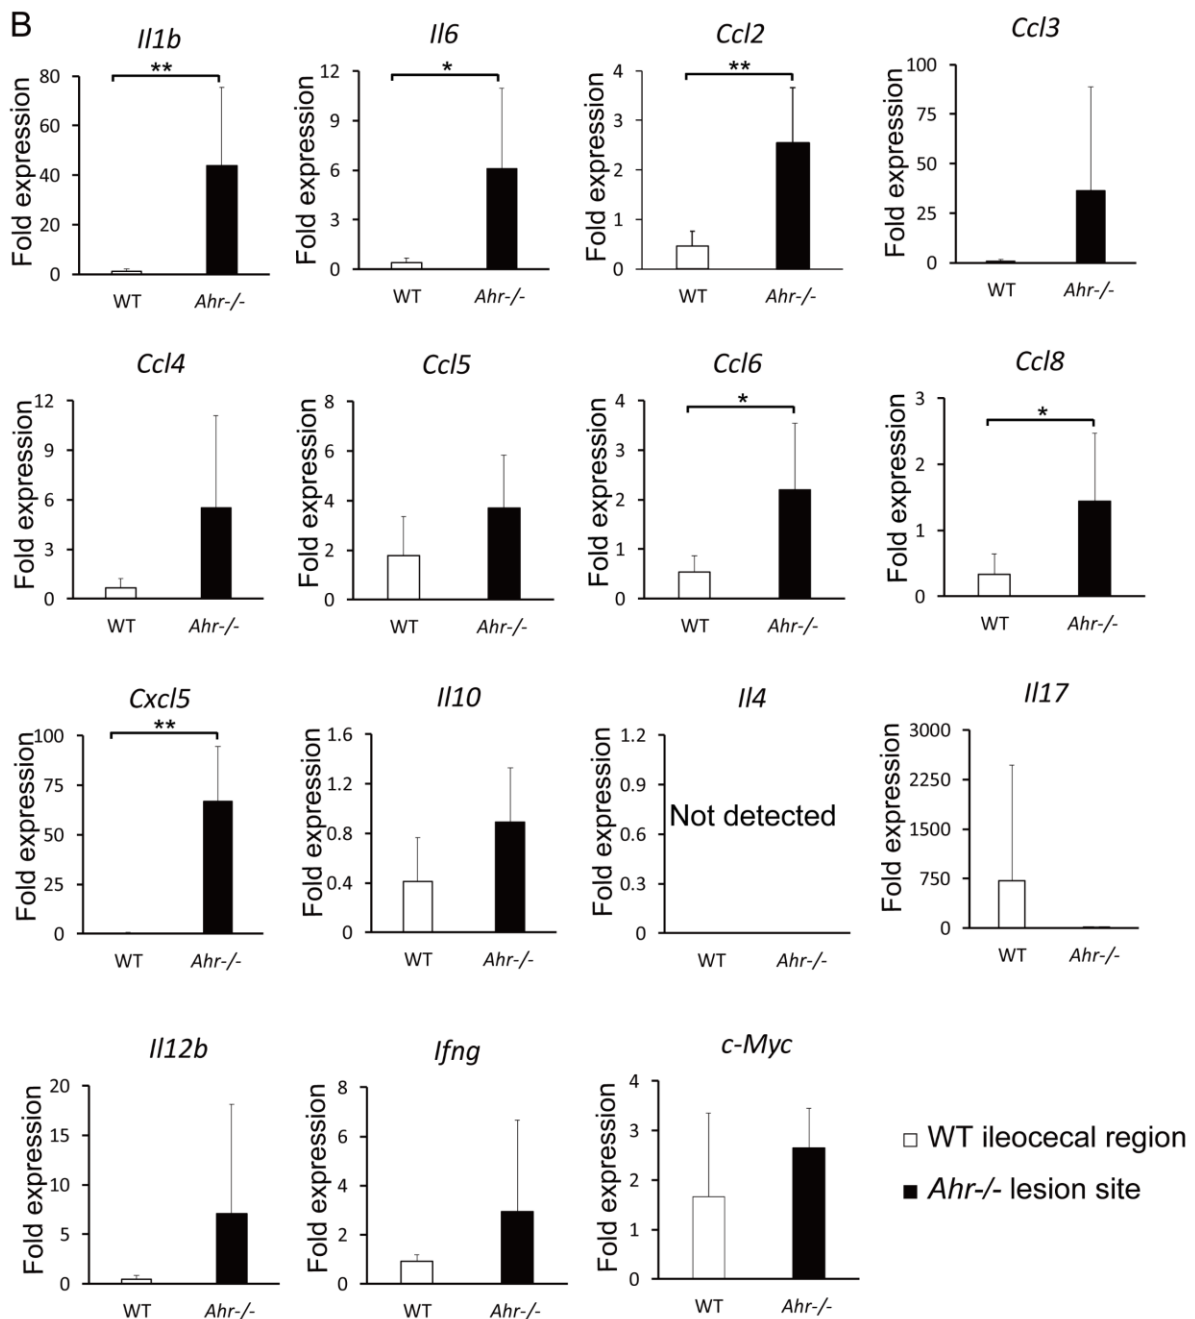 B
Il1b
Il6
Ccl2
Ccl3
Fold expression
80
60
40
20
0
**
WT
Ahr-/-
Fold expression
12
9
6
3
0
*
WT
Ahr-/-
Fold expression
4
3
2
1
0
**
WT
Ahr-/-
Fold expression
100
75
50
25
0
WT
Ahr-/-
Ccl4
Ccl5
Ccl6
Ccl8
Fold expression
12
9
6
3
0
WT
Ahr-/-
Fold expression
8
6
4
2
0
WT
Ahr-/-
Fold expression
4
3
2
1
0
*
WT
Ahr-/-
Fold expression
3
2
1
0
*
WT
Ahr-/-
Cxcl5
Il10
Il4
Il17
Fold expression
100
75
50
25
0
**
WT
Ahr-/-
Fold expression
1.6
1.2
0.8
0.4
0
WT
Ahr-/-
Fold expression
1.2
0.9
0.6
0.3
0
Not detected
WT
Ahr-/-
Fold expression
3000
2250
1500
750
0
WT
Ahr-/-
Il12b
Ifng
c-Myc
Fold expression
20
15
10
5
0
WT
Ahr-/-
Fold expression
8
6
4
2
0
WT
Ahr-/-
Fold expression
4
3
2
1
0
WT
Ahr-/-
WT ileocecal region
Ahr-/- lesion site